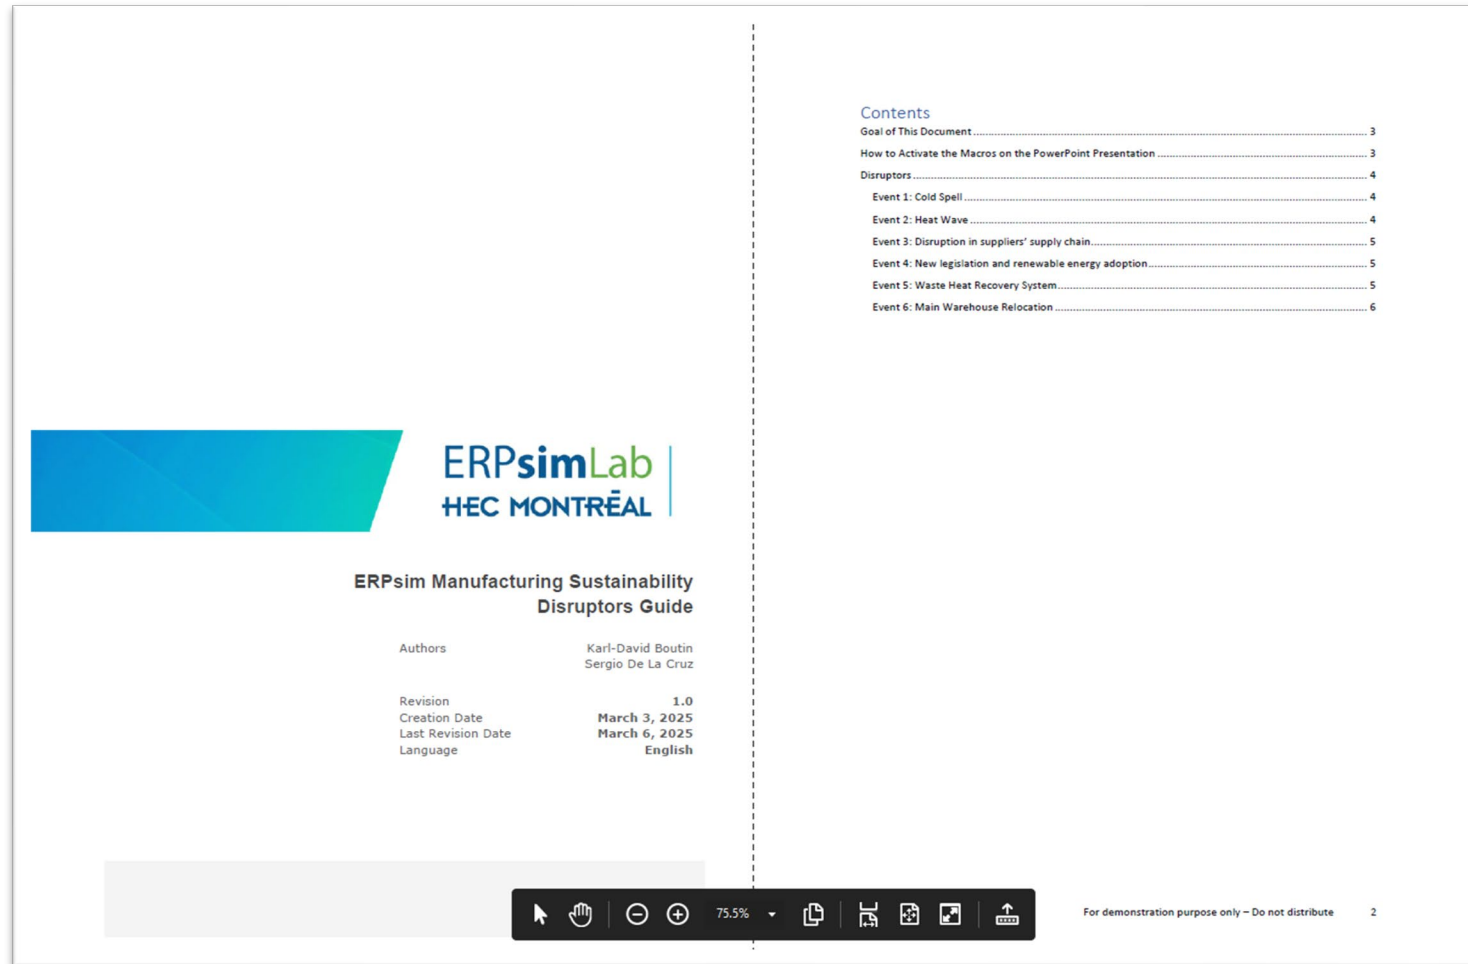 ERPsimLab
HEC MONTRÉAL
ERPsim Manufacturing Sustainability
Disruptors Guide
Authors Karl-David Boutin
Sergio De La Cruz
Revision 1.0
Creation Date March 3, 2025
Last Revision Date March 6, 2025
Language English
Contents
Goal of This Document 3
How to Activate the Macros on the PowerPoint Presentation 3
Disruptors 4
Event 1: Cold Spell 4
Event 2: Heat Wave 4
Event 3: Disruption in suppliers’ supply chain 5
Event 4: New legislation and renewable energy adoption 5
Event 5: Waste Heat Recovery System 5
Event 6: Main Warehouse Relocation 6
75.5%
For demonstration purpose only – Do not distribute 2